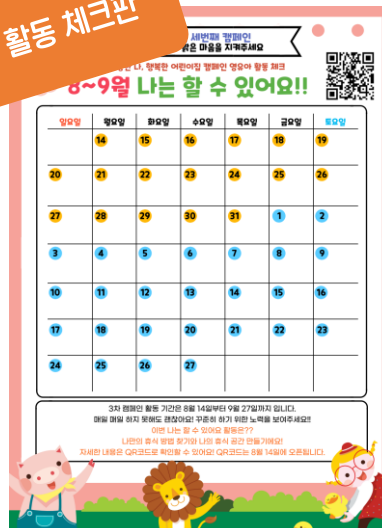 활동 체크판
세번째 캠페인
맑은 마음을 지켜주세요
나, 행복한 어린이집 캠페인 영유아 활동 체크
8~9월 나는 할 수 있어요!!
일요일 월요일 화요일 수요일 목요일 금요일 토요일
14 15 16 17 18 19
20 21 22 23 24 25 26
27 28 29 30 31 1 2
3 4 5 6 7 8 9
10 11 12 13 14 15 16
17 18 19 20 21 22 23
24 25 26 27
3차 캠페인 활동 기간은 8월 14일부터 9월 27일까지 입니다.
매일 매일 하지 못해도 괜찮아요! 꾸준히 하기 위한 노력을 보여주세요!!
이번 나는 할 수 있어요 활동은??
나만의 휴식 방법 찾기와 나의 휴식 공간 만들기에요!
자세한 내용은 QR코드로 확인할 수 있어요! QR코드는 8월 14일에 오픈됩니다.